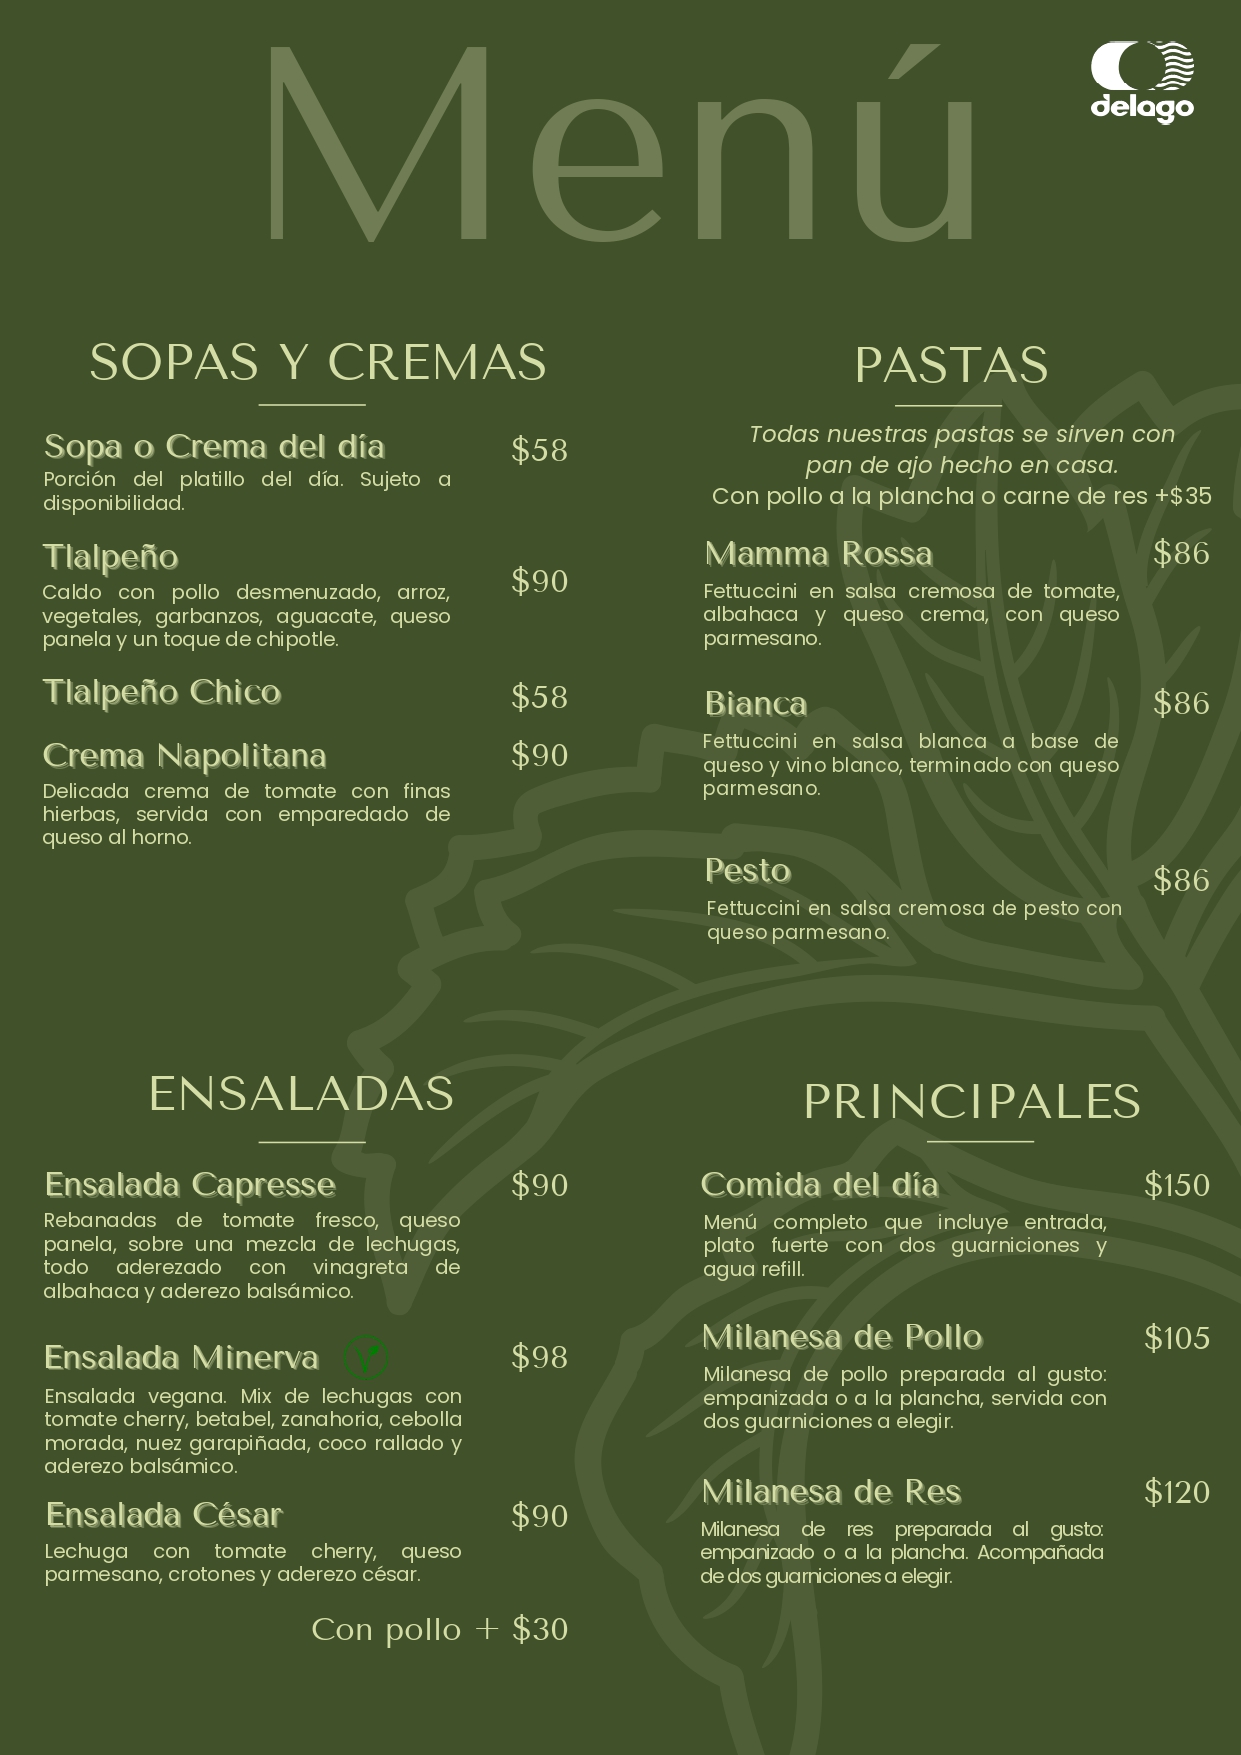 Menú
delago
SOPAS Y CREMAS
Sopa o Crema del día $58
Porción del platillo del día. Sujeto a
disponibilidad.
Tlalpeño
$90
Caldo con pollo desmenuzado, arroz,
vegetales, garbanzos, aguacate, queso
panela y un toque de chipotle.
Tlalpeño Chico $58
Crema Napolitana $90
Delicada crema de tomate con finas
hierbas, servida con emparedado de
queso al horno.
PASTAS
Todas nuestras pastas se sirven con
pan de ajo hecho en casa.
Con pollo a la plancha o carne de res +$35
Mamma Rossa $86
Fettuccini en salsa cremosa de tomate,
albahaca y queso crema, con queso
parmesano.
Bianca $86
Fettuccini en salsa blanca a base de
queso y vino blanco, terminado con queso
parmesano.
Pesto $86
Fettuccini en salsa cremosa de pesto con
queso parmesano.
ENSALADAS
Ensalada Capresse $90
Rebanadas de tomate fresco, queso
panela, sobre una mezcla de lechugas,
todo aderezado con vinagreta de
albahaca y aderezo balsámico.
Ensalada Minerva $98
Ensalada vegana. Mix de lechugas con
tomate cherry, betabel, zanahoria, cebolla
morada, nuez garapiñada, coco rallado y
aderezo balsámico.
Ensalada César $90
Lechuga con tomate cherry, queso
parmesano, crotones y aderezo césar.
Con pollo + $30
PRINCIPALES
Comida del día $150
Menú completo que incluye entrada,
plato fuerte con dos guarniciones y
agua refill.
Milanesa de Pollo $105
Milanesa de pollo preparada al gusto:
empanizada o a la plancha, servida con
dos guarniciones a elegir.
Milanesa de Res $120
Milanesa de res preparada al gusto:
empanizado o a la plancha. Acompañada
de dos guarniciones a elegir.